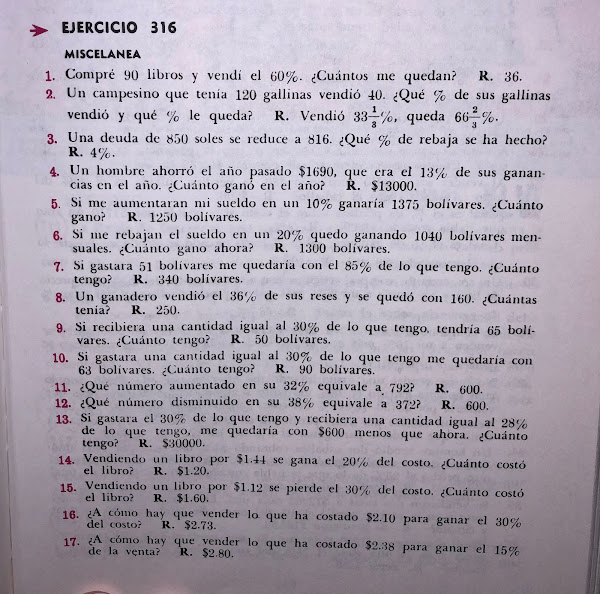 EJERCICIO 316
MISCELANEA
1. Compré 90 libros y vendí el 60%. ¿Cuántos me quedan? R. 36.
2. Un campesino que tenía 120 gallinas vendió 40. ¿Qué % de sus gallinas
vendió y qué % le queda? R. Vendió 33 1/3 %, queda 66 2/3 %.
3. Una deuda de 850 soles se reduce a 816. ¿Qué % de rebaja se ha hecho?
R. 4%.
4. Un hombre ahorró el año pasado $1690, que era el 13% de sus ganan-
cias en el año. ¿Cuánto ganó en el año? R. $13000.
5. Si me aumentaran mi sueldo en un 10% ganaría 1375 bolívares. ¿Cuánto
gano? R. 1250 bolívares.
6. Si me rebajan el sueldo en un 20% quedo ganando 1040 bolívares men-
suales. ¿Cuánto gano ahora? R. 1300 bolívares.
7. Si gastara 51 bolívares me quedaría con el 85% de lo que tengo. ¿Cuánto
tengo? R. 340 bolívares.
8. Un ganadero vendió el 36% de sus reses y se quedó con 160. ¿Cuántas
tenía? R. 250.
9. Si recibiera una cantidad igual al 30% de lo que tengo, tendría 65 bolí-
vares. ¿Cuánto tengo? R. 50 bolívares.
10. Si gastara una cantidad igual al 30% de lo que tengo me quedaría con
63 bolívares. ¿Cuánto tengo? R. 90 bolívares.
11. ¿Qué número aumentado en su 32% equivale a 792? R. 600.
12. ¿Qué número disminuido en su 38% equivale a 372? R. 600.
13. Si gastara el 30% de lo que tengo y recibiera una cantidad igual al 28%
de lo que tengo, me quedaría con $600 menos que ahora. ¿Cuánto
tengo? R. $30000.
14. Vendiendo un libro por $1.44 se gana el 20% del costo. ¿Cuánto costó
el libro? R. $1.20.
15. Vendiendo un libro por $1.12 se pierde el 30% del costo. ¿Cuánto costó
el libro? R. $1.60.
16. ¿A cómo hay que vender lo que ha costado $2.10 para ganar el 30%
del costo? R. $2.73.
17. ¿A cómo hay que vender lo que ha costado $2.38 para ganar el 15%
de la venta? R. $2.80.